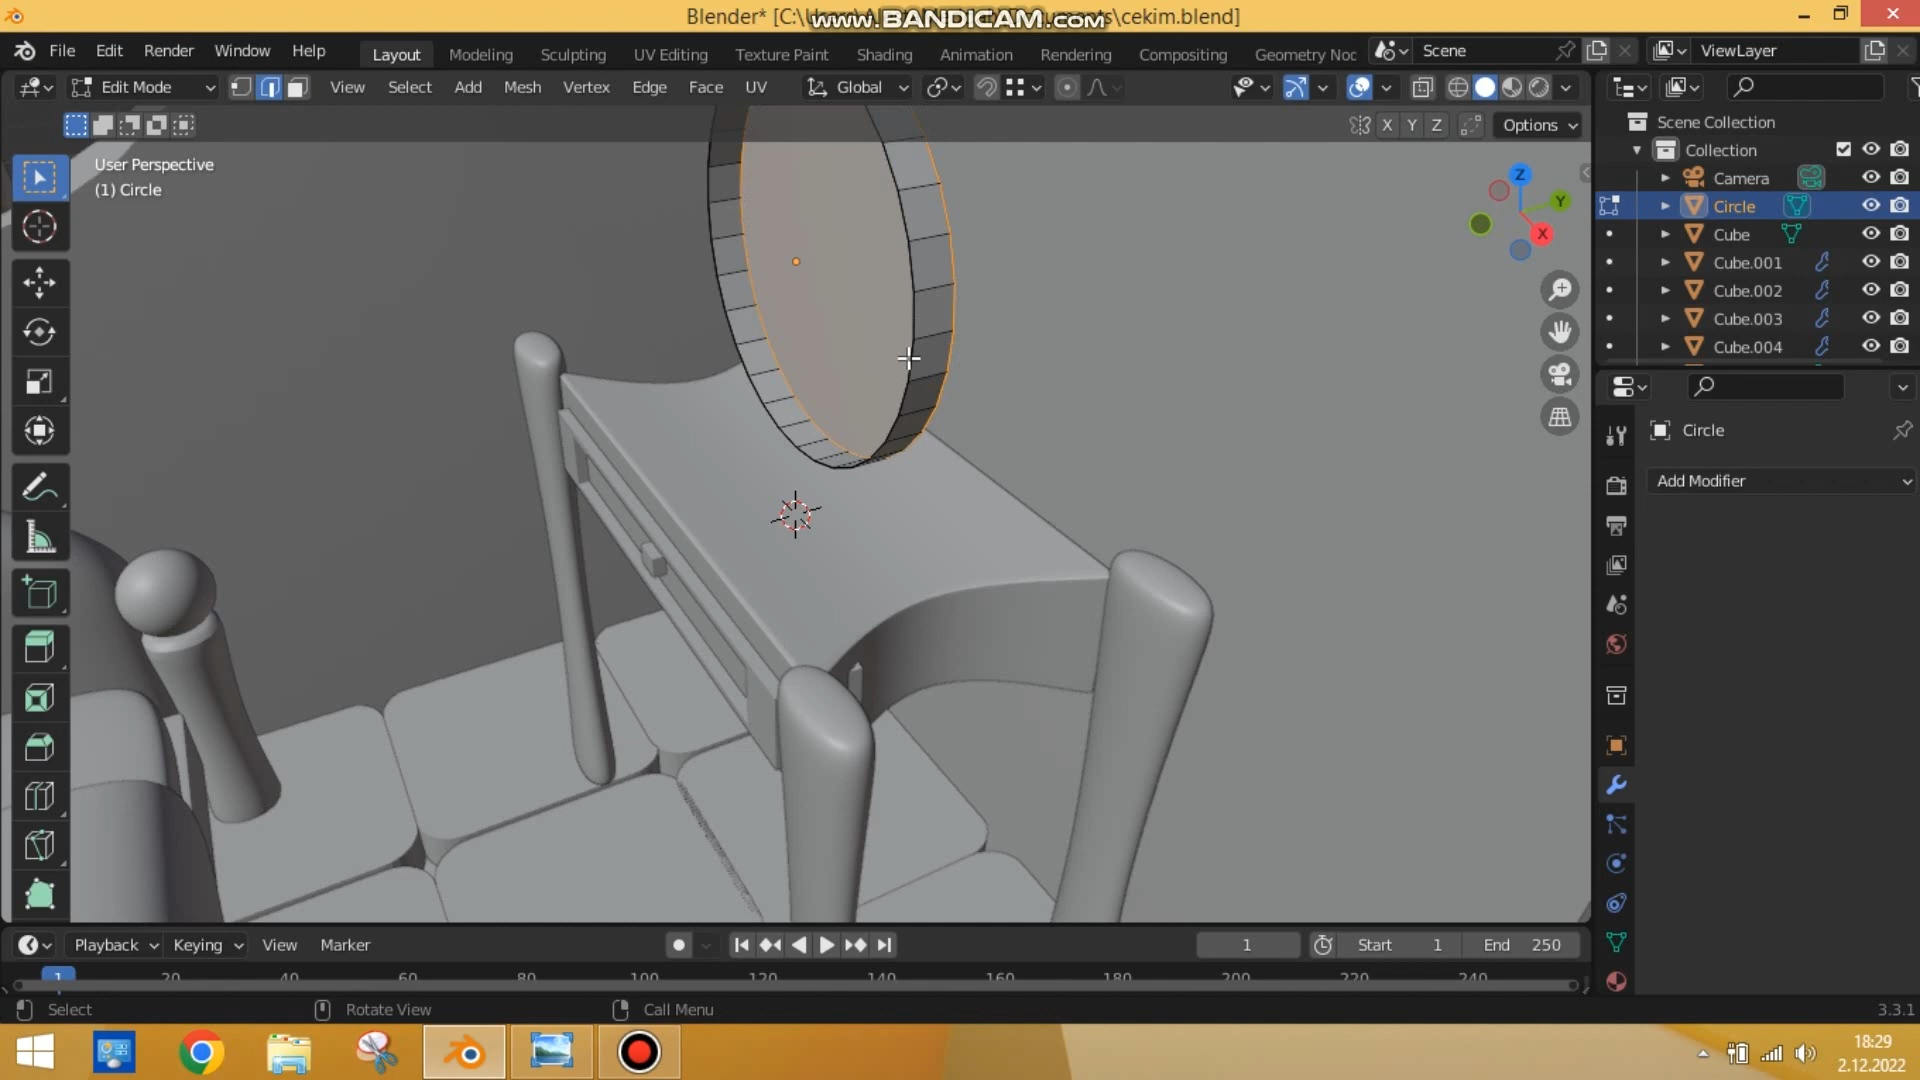 Blender* [C:\Users\ \Documents\cekim.blend]
www.BANDICAM.com
File Edit Render Window Help
Layout Modeling Sculpting UV Editing Texture Paint Shading Animation Rendering Compositing Geometry Noc
Scene
ViewLayer
Edit Mode
View Select Add Mesh Vertex Edge Face UV
Global
X Y Z
Options
User Perspective
(1) Circle
Z
Y
X
Scene Collection
Collection
Camera
Circle
Cube
Cube.001
Cube.002
Cube.003
Cube.004
Circle
Add Modifier
Playback Keying View Marker
1
Start 1
End 250
1 20 40 60 80 100 120 140 160 180 200 220 240
Select
Rotate View
Call Menu
3.3.1
18:29
2.12.2022